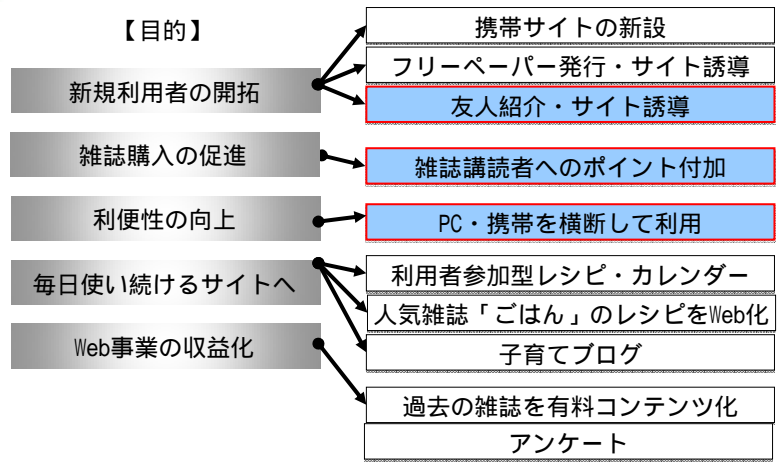 【目的】
新規利用者の開拓
雑誌購入の促進
利便性の向上
毎日使い続けるサイトへ
Web事業の収益化
携帯サイトの新設
フリーペーパー発行・サイト誘導
友人紹介・サイト誘導
雑誌講読者へのポイント付加
PC・携帯を横断して利用
利用者参加型レシピ・カレンダー
人気雑誌「ごはん」のレシピをWeb化
子育てブログ
過去の雑誌を有料コンテンツ化
アンケート